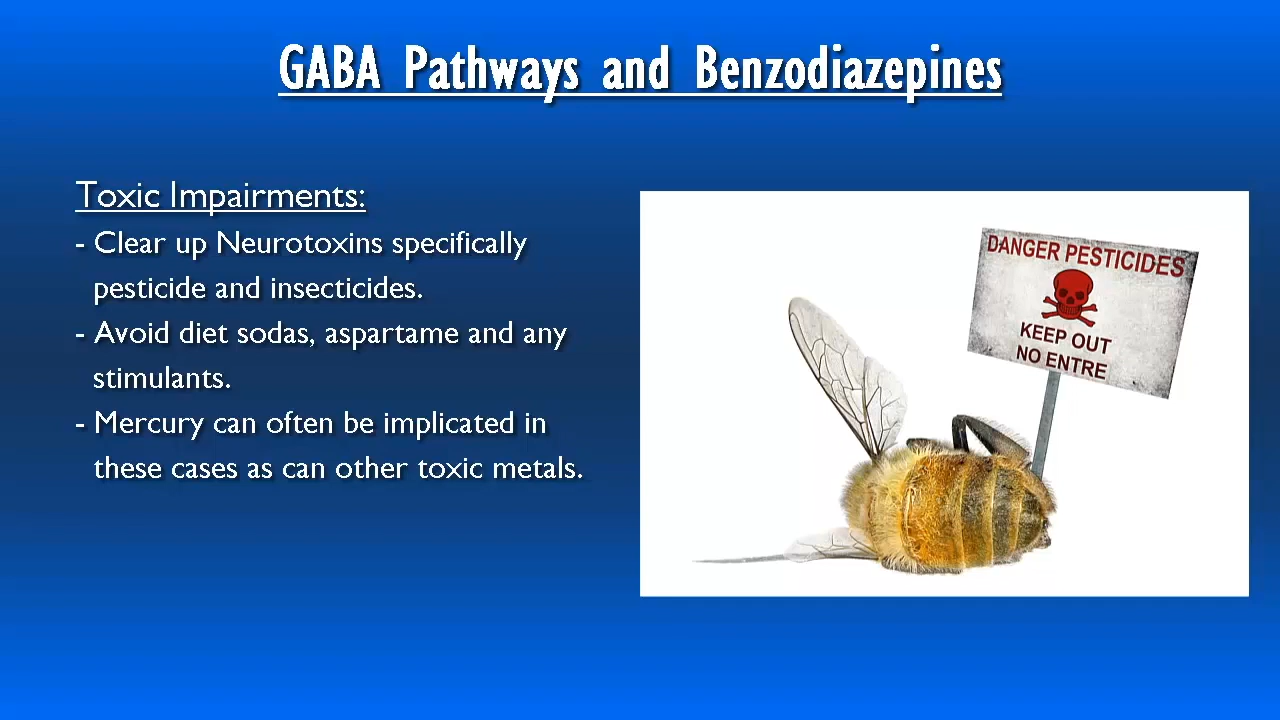 GABA Pathways and Benzodiazepines
Toxic Impairments:
- Clear up Neurotoxins specifically
pesticide and insecticides.
- Avoid diet sodas, aspartame and any
stimulants.
- Mercury can often be implicated in
these cases as can other toxic metals.
DANGER PESTICIDES
KEEP OUT
NO ENTRE